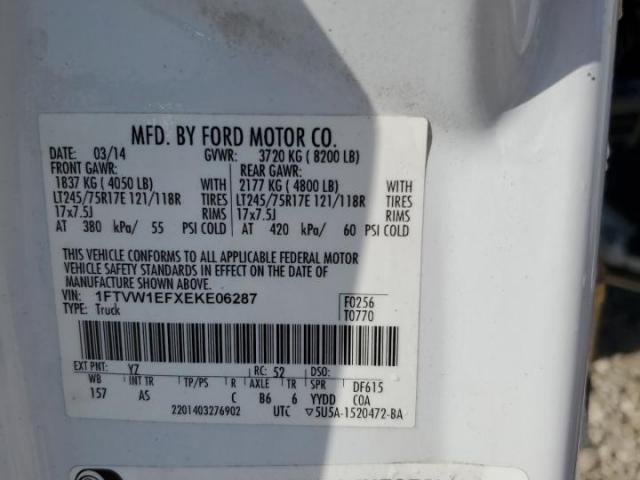 MFD. BY FORD MOTOR CO.
DATE: 03/14 GVWR: 3720 KG ( 8200 LB)
FRONT GAWR: REAR GAWR:
1837 KG ( 4050 LB) WITH 2177 KG ( 4800 LB) WITH
LT245/75R17E 121/118R TIRES LT245/75R17E 121/118R TIRES
17x7.5J RIMS 17x7.5J RIMS
AT 380 kPa/ 55 PSI COLD AT 420 kPa/ 60 PSI COLD
THIS VEHICLE CONFORMS TO ALL APPLICABLE FEDERAL MOTOR
VEHICLE SAFETY STANDARDS IN EFFECT ON THE DATE OF
MANUFACTURE SHOWN ABOVE.
VIN: 1FTVW1EFXEKE06287 F0256
TYPE: Truck T0770
EXT PNT: YZ RC: 52 DSO:
WB INT TR TP/PS R AXLE TR SPR DF615
157 AS C B6 6 YYDD COA
2201403276902 UTC ▽5U5A-1520472-BA